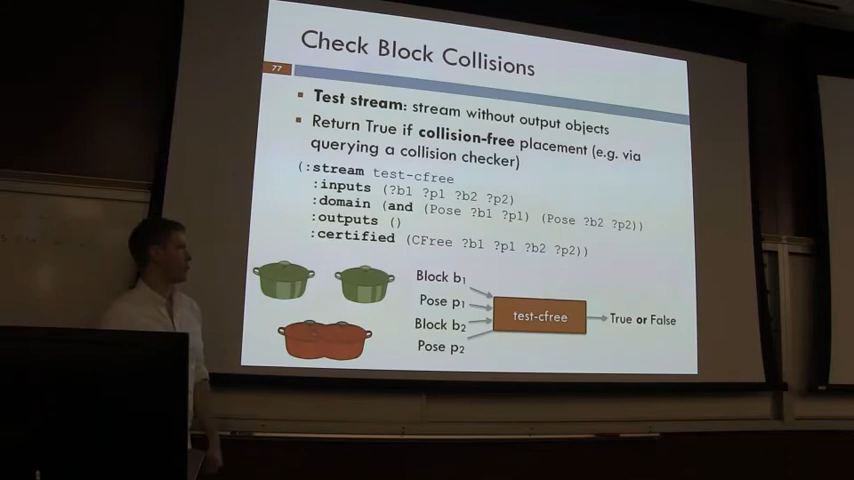 Check Block Collisions
77
Test stream: stream without output objects
Return True if collision-free placement (e.g. via
querying a collision checker)
(:stream test-cfree
:inputs (?b1 ?p1 ?b2 ?p2)
:domain (and (Pose ?b1 ?p1) (Pose ?b2 ?p2))
:outputs ()
:certified (CFree ?b1 ?p1 ?b2 ?p2))
Block b1
Pose p1
Block b2
Pose p2
test-cfree
True or False